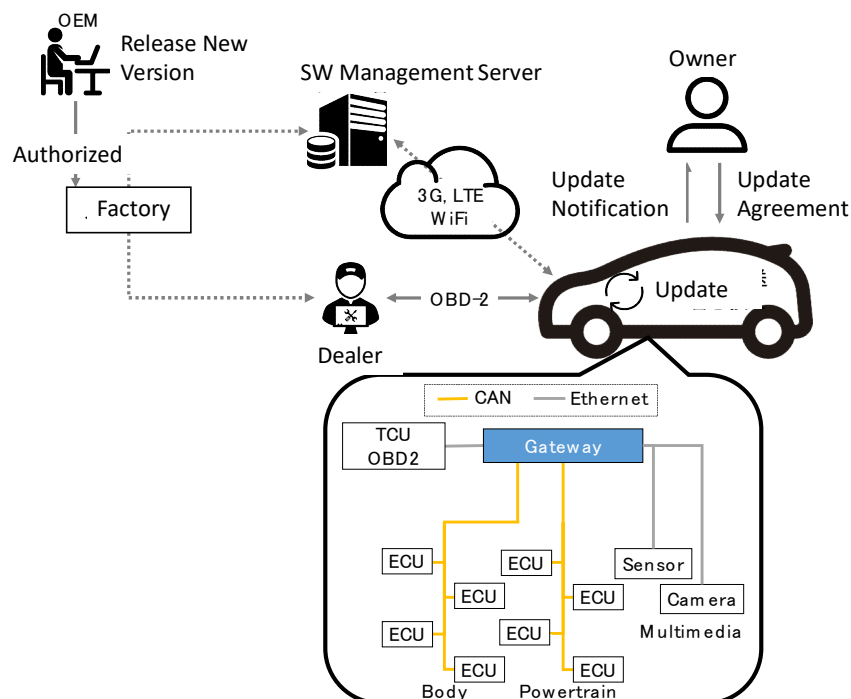 OEM
Release New
Version
SW Management Server
Owner
Authorized
Factory
3G, LTE
WiFi
Update
Notification
Update
Agreement
OBD-2
Update
Dealer
CAN
Ethernet
TCU
OBD2
Gateway
ECU
ECU
Sensor
ECU
ECU
Camera
ECU
ECU
Multimedia
ECU
ECU
Body
Powertrain